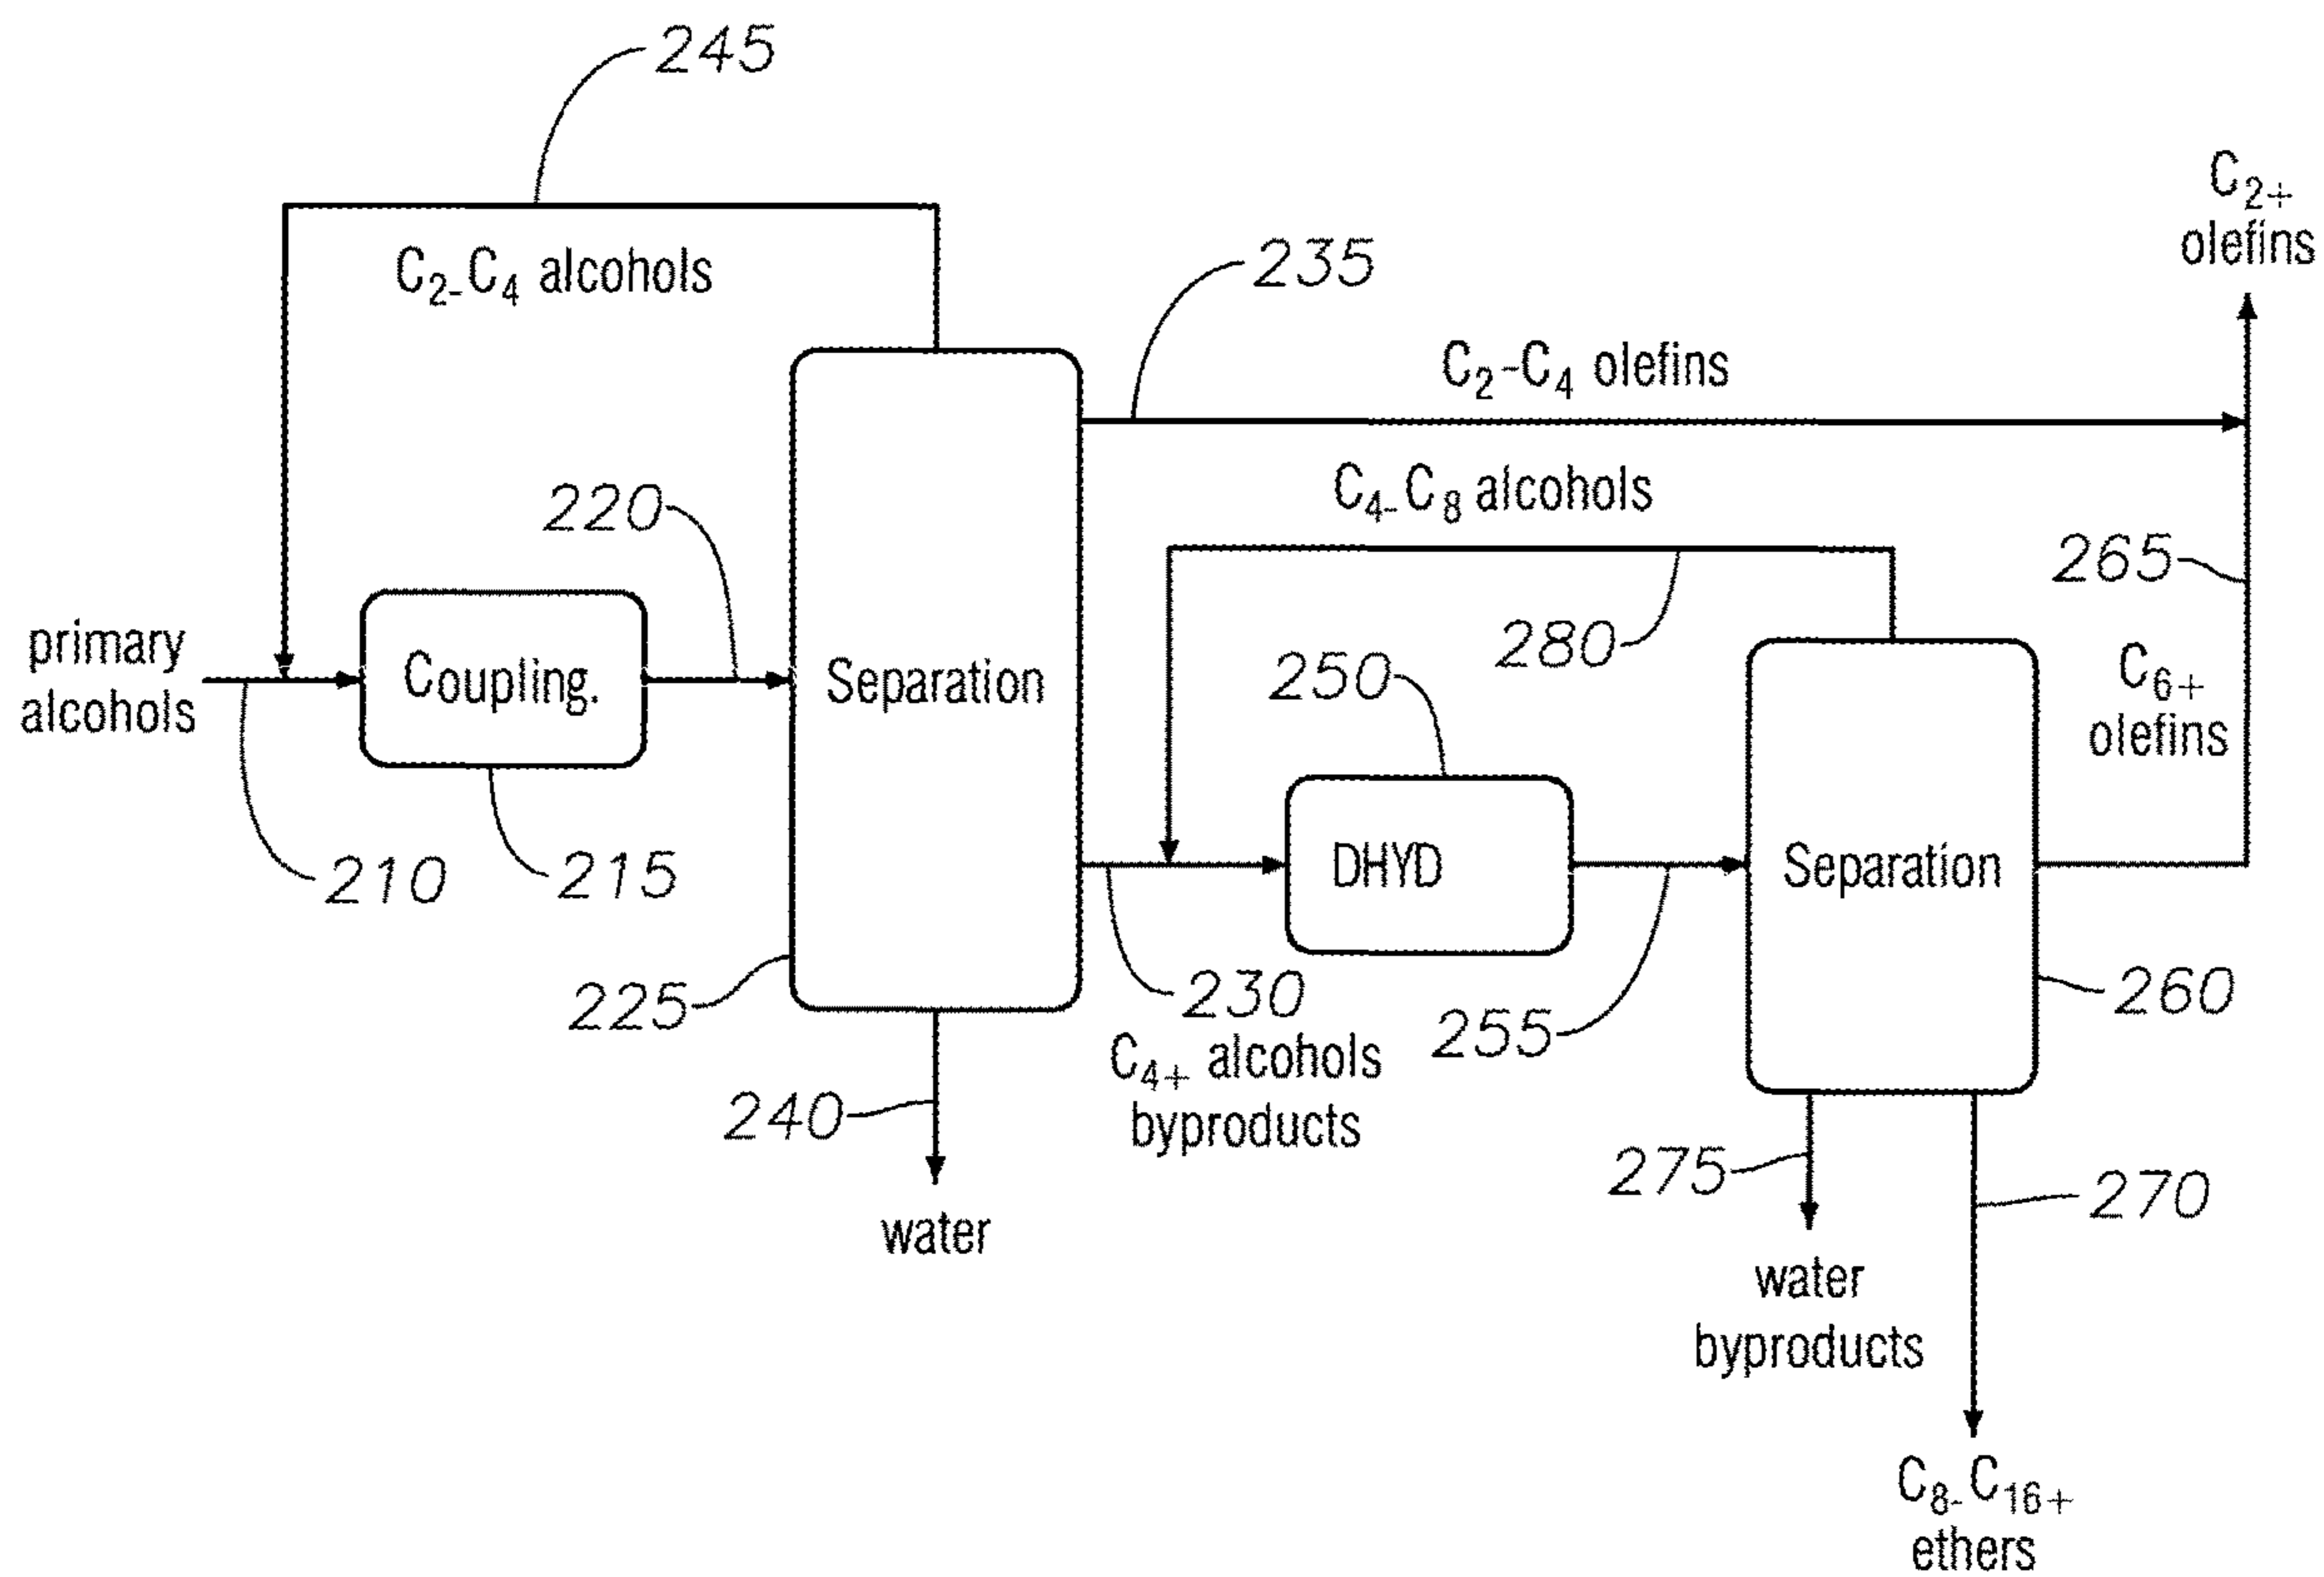 245
C2-C4 alcohols
235
C2+
olefins
C2-C4 olefins
C4-C8 alcohols
220
265
280
primary
alcohols
Coupling.
Separation
250
C6+
olefins
210
215
DHYD
Separation
225
230
255
260
C4+ alcohols
byproducts
240
275
270
water
water
byproducts
C8-C16+
ethers